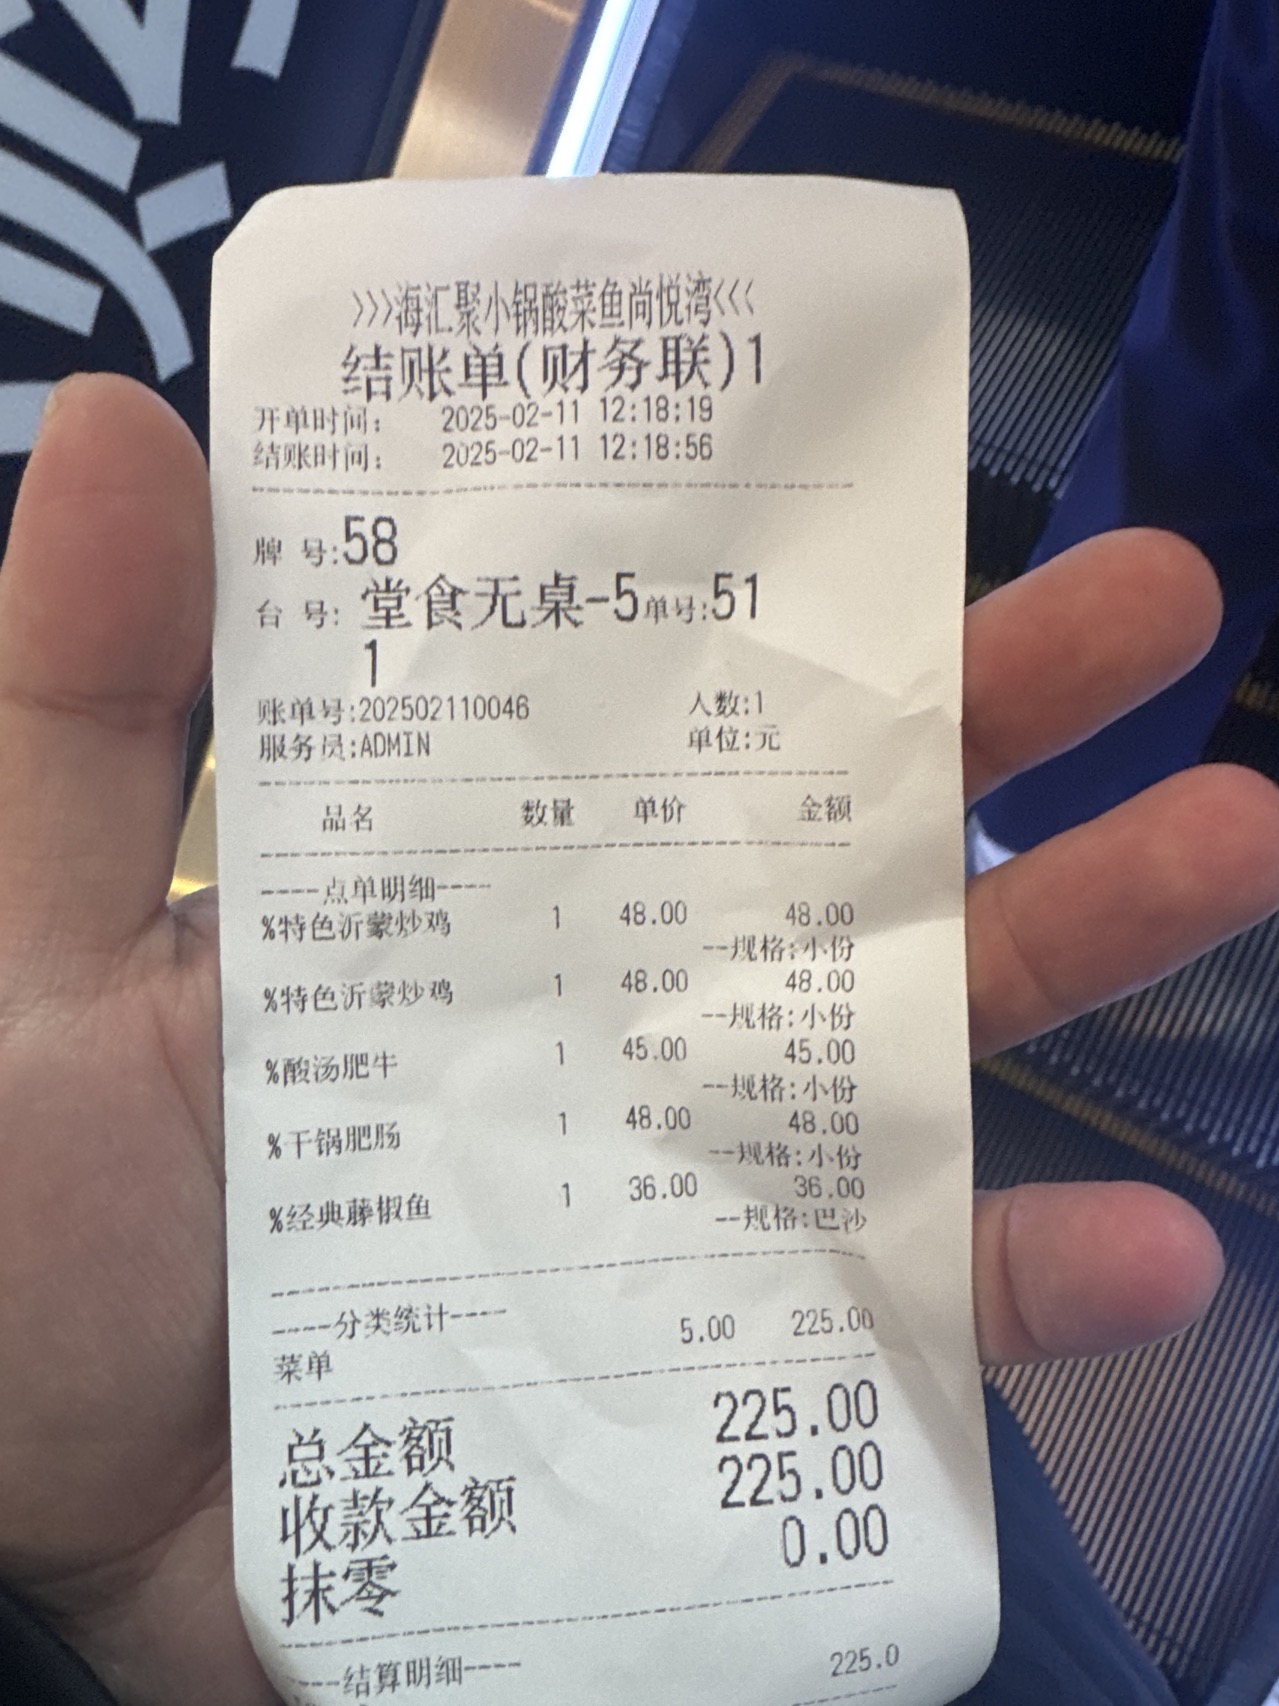 >>>海汇聚小锅酸菜鱼尚悦湾<<<
结账单(财务联)1
开单时间: 2025-02-11 12:18:19
结账时间: 2025-02-11 12:18:56
牌 号:58
台 号: 堂食无桌-5单号:51
1
账单号:202502110046 人数:1
服务员:ADMIN 单位:元
品名 数量 单价 金额
-----点单明细-----
%特色沂蒙炒鸡 1 48.00 48.00
--规格:小份
%特色沂蒙炒鸡 1 48.00 48.00
--规格:小份
%酸汤肥牛 1 45.00 45.00
--规格:小份
%干锅肥肠 1 48.00 48.00
--规格:小份
%经典藤椒鱼 1 36.00 36.00
--规格:巴沙
-----分类统计-----
菜单 5.00 225.00
总金额 225.00
收款金额 225.00
抹零 0.00
-----结算明细-----
225.0